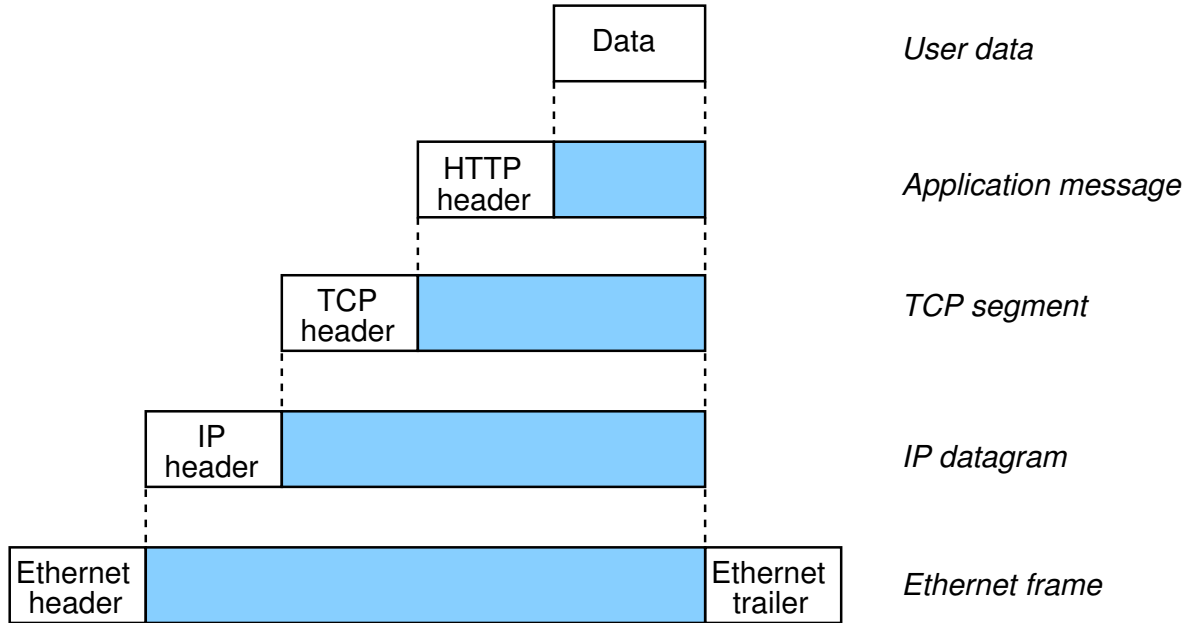 Data
User data
HTTP
header
Application message
TCP
header
TCP segment
IP
header
IP datagram
Ethernet
header
Ethernet
trailer
Ethernet frame